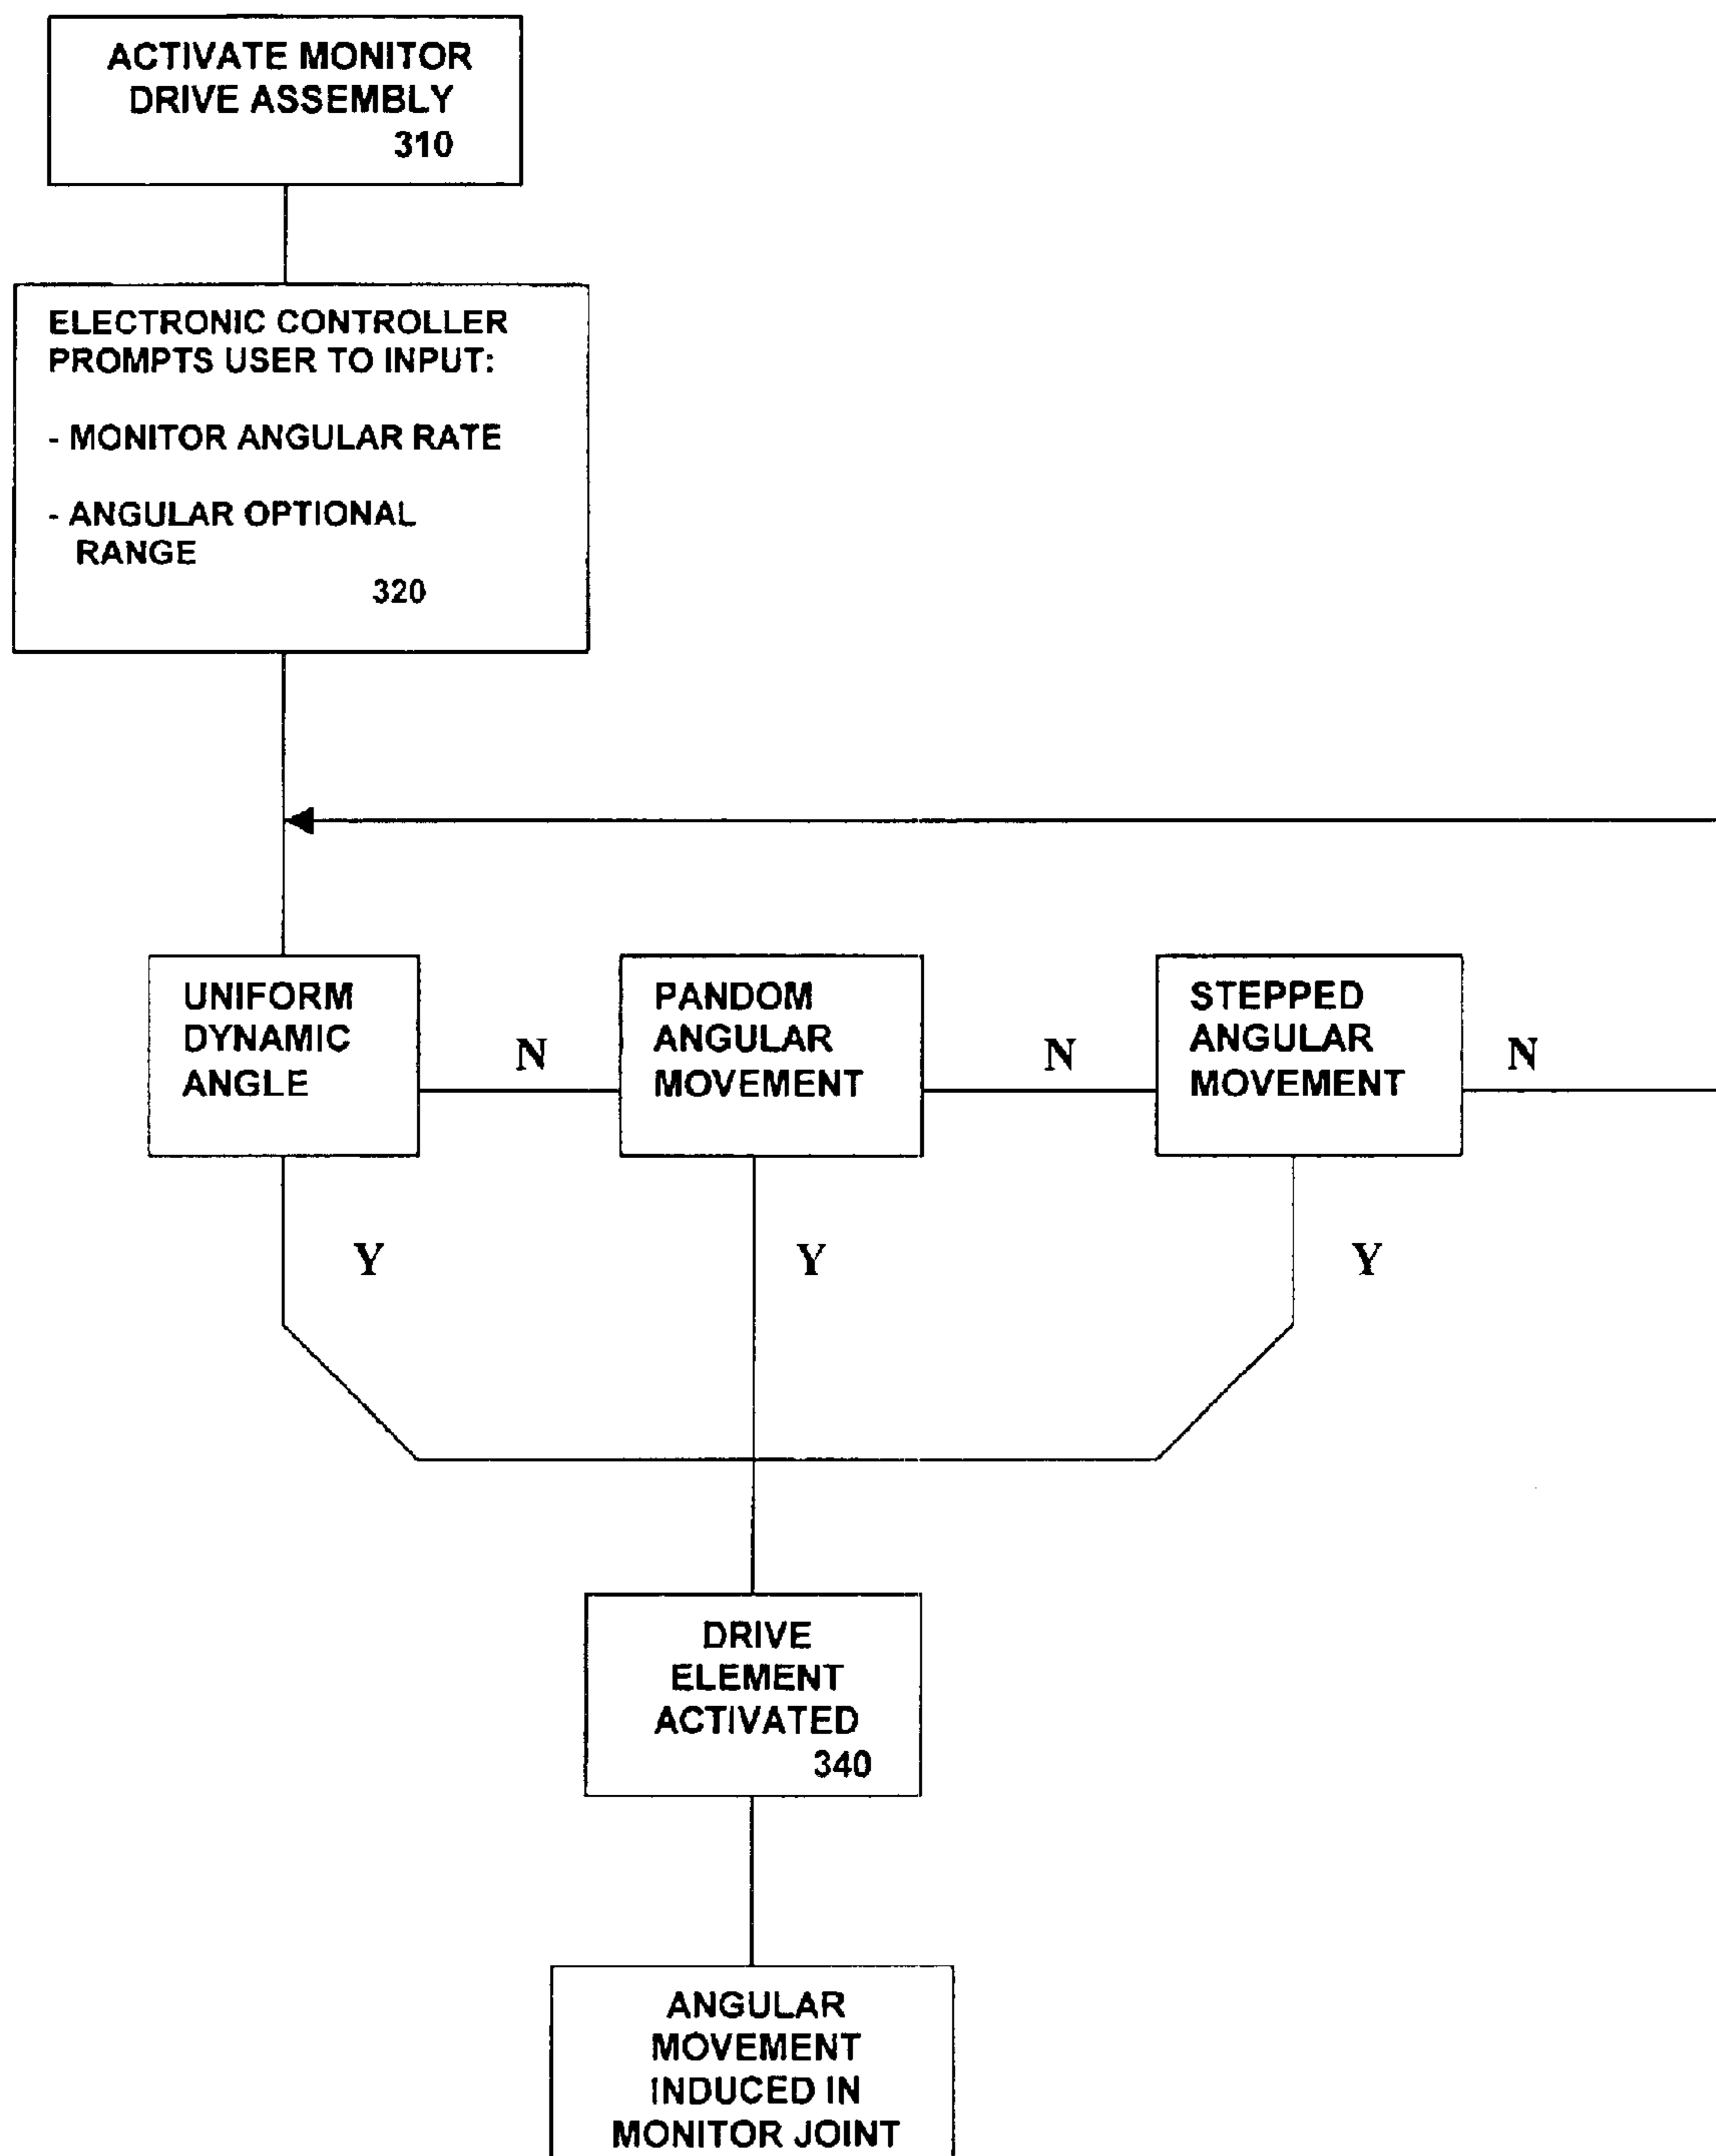 ACTIVATE MONITOR
DRIVE ASSEMBLY
310
ELECTRONIC CONTROLLER
PROMPTS USER TO INPUT:
- MONITOR ANGULAR RATE
- ANGULAR OPTIONAL
RANGE
320
UNIFORM
DYNAMIC
ANGLE
N
PANDOM
ANGULAR
MOVEMENT
N
STEPPED
ANGULAR
MOVEMENT
N
Y
Y
Y
DRIVE
ELEMENT
ACTIVATED
340
ANGULAR
MOVEMENT
INDUCED IN
MONITOR JOINT